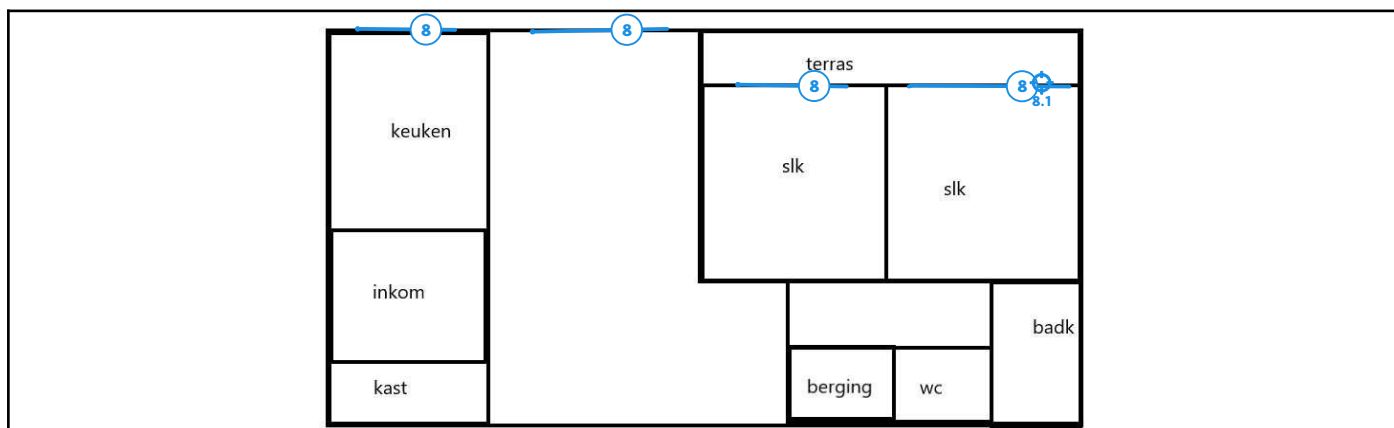 8
8
terras
8
8
8.1
keuken
slk
slk
inkom
badk
kast
berging
wc